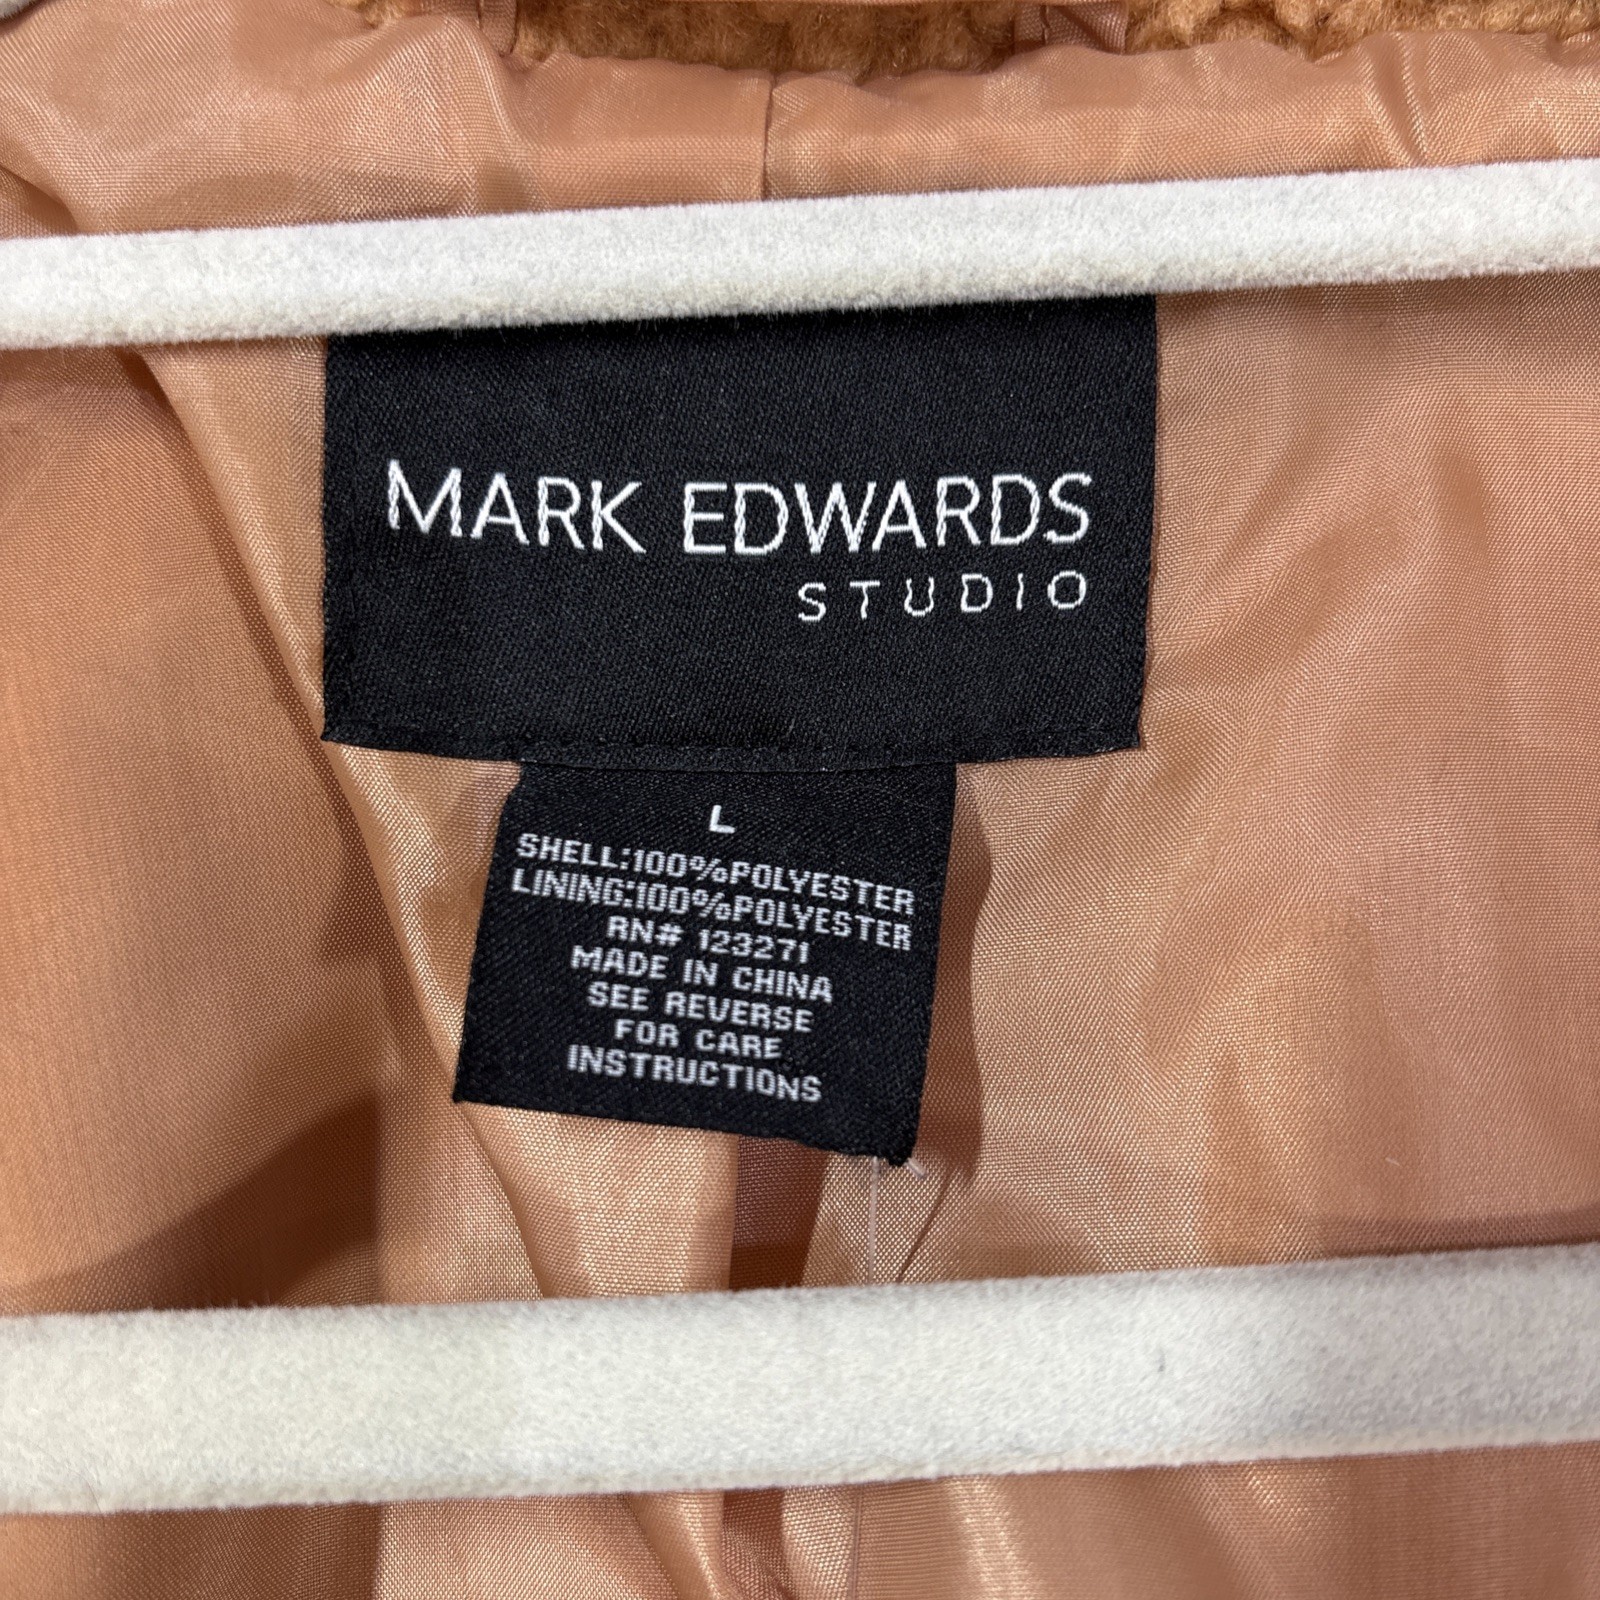 MARK EDWARDS
STUDIO
L
SHELL:100%POLYESTER
LINING:100%POLYESTER
RN# 123271
MADE IN CHINA
SEE REVERSE
FOR CARE
INSTRUCTIONS